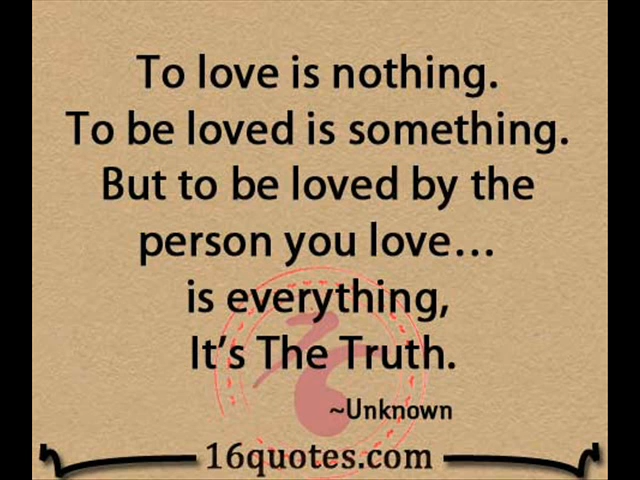 To love is nothing.
To be loved is something.
But to be loved by the
person you love...
is everything,
It's The Truth.
~Unknown
16quotes.com